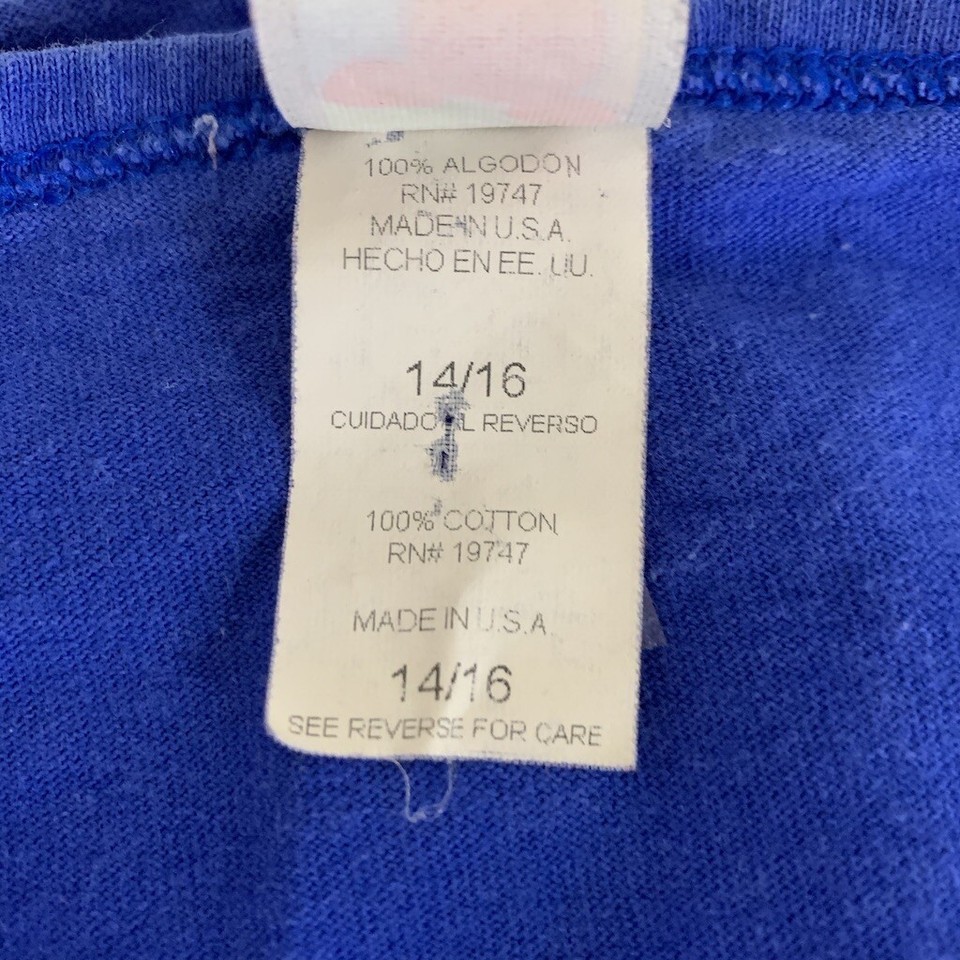 100% ALGODON
RN# 19747
MADE IN U.S.A.
HECHO EN EE. UU.
14/16
CUIDADO AL REVERSO
100% COTTON
RN# 19747
MADE IN U.S.A.
14/16
SEE REVERSE FOR CARE